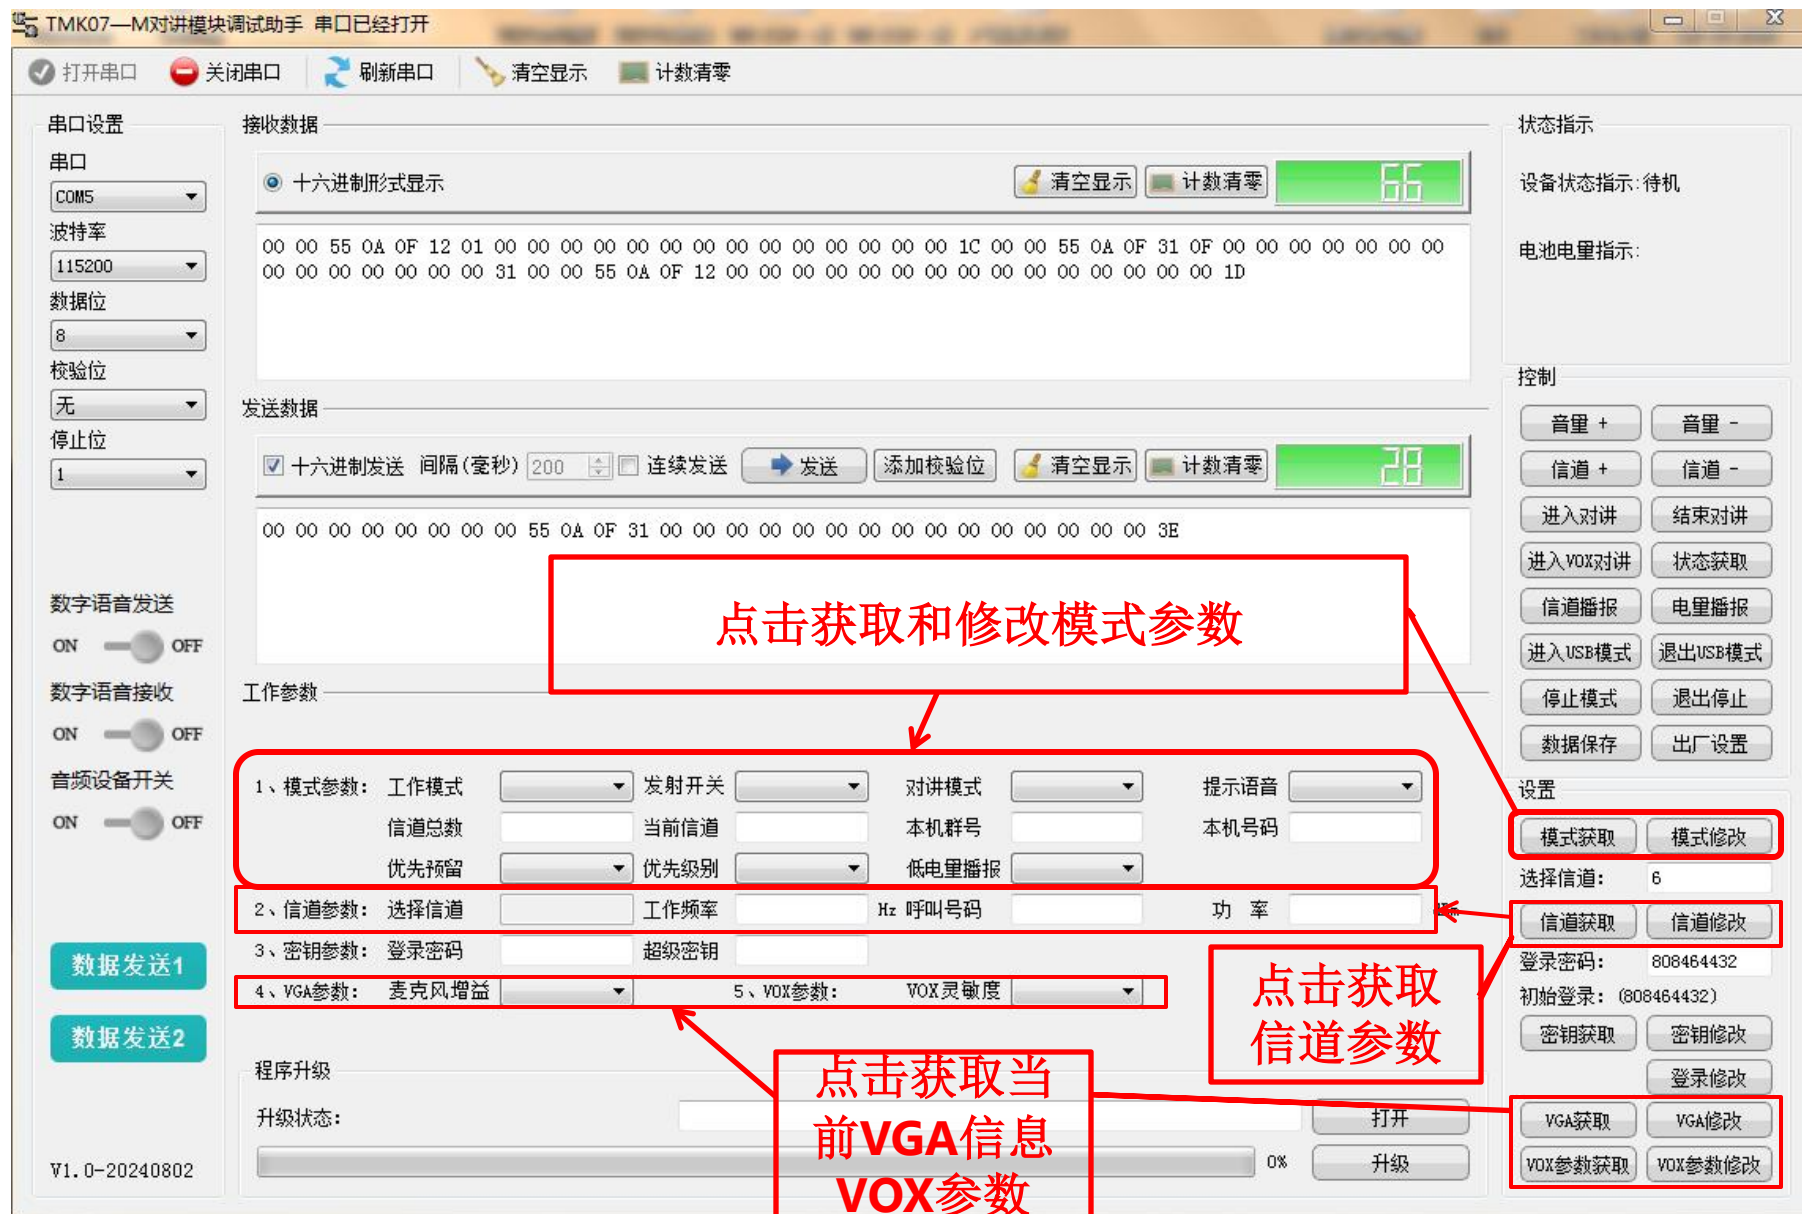 TMK07—M对讲模块调试助手 串口已经打开
打开串口 关闭串口 刷新串口 清空显示 计数清零
串口设置
串口
COM5
波特率
115200
数据位
8
校验位
无
停止位
1
数字语音发送
ON OFF
数字语音接收
ON OFF
音频设备开关
ON OFF
数据发送1
数据发送2
V1.0-20240802
接收数据
十六进制形式显示 清空显示 计数清零 66
00 00 55 0A 0F 12 01 00 00 00 00 00 00 00 00 00 00 00 00 00 00 1C 00 00 55 0A 0F 31 0F 00 00 00 00 00 00 00
00 00 00 00 00 00 00 31 00 00 55 0A 0F 12 00 00 00 00 00 00 00 00 00 00 00 00 00 00 00 1D
发送数据
十六进制发送 间隔(毫秒) 200 连续发送 发送 添加校验位 清空显示 计数清零 28
00 00 00 00 00 00 00 00 55 0A 0F 31 00 00 00 00 00 00 00 00 00 00 00 00 00 00 00 3E
点击获取和修改模式参数
工作参数
1、模式参数: 工作模式 发射开关 对讲模式 提示语音
信道总数 当前信道 本机群号 本机号码
优先预留 优先级别 低电量播报
2、信道参数: 选择信道 工作频率 Hz 呼叫号码 功 率
3、密钥参数: 登录密码 超级密钥
4、VGA参数: 麦克风增益 5、VOX参数: VOX灵敏度
点击获取
信道参数
点击获取当
前VGA信息
VOX参数
程序升级
升级状态: 打开
0% 升级
状态指示
设备状态指示:待机
电池电量指示:
控制
音量 + 音量 -
信道 + 信道 -
进入对讲 结束对讲
进入VOX对讲 状态获取
信道播报 电量播报
进入USB模式 退出USB模式
停止模式 退出停止
数据保存 出厂设置
设置
模式获取 模式修改
选择信道: 6
信道获取 信道修改
登录密码: 808464432
初始登录: (808464432)
密钥获取 密钥修改
登录修改
VGA获取 VGA修改
VOX参数获取 VOX参数修改